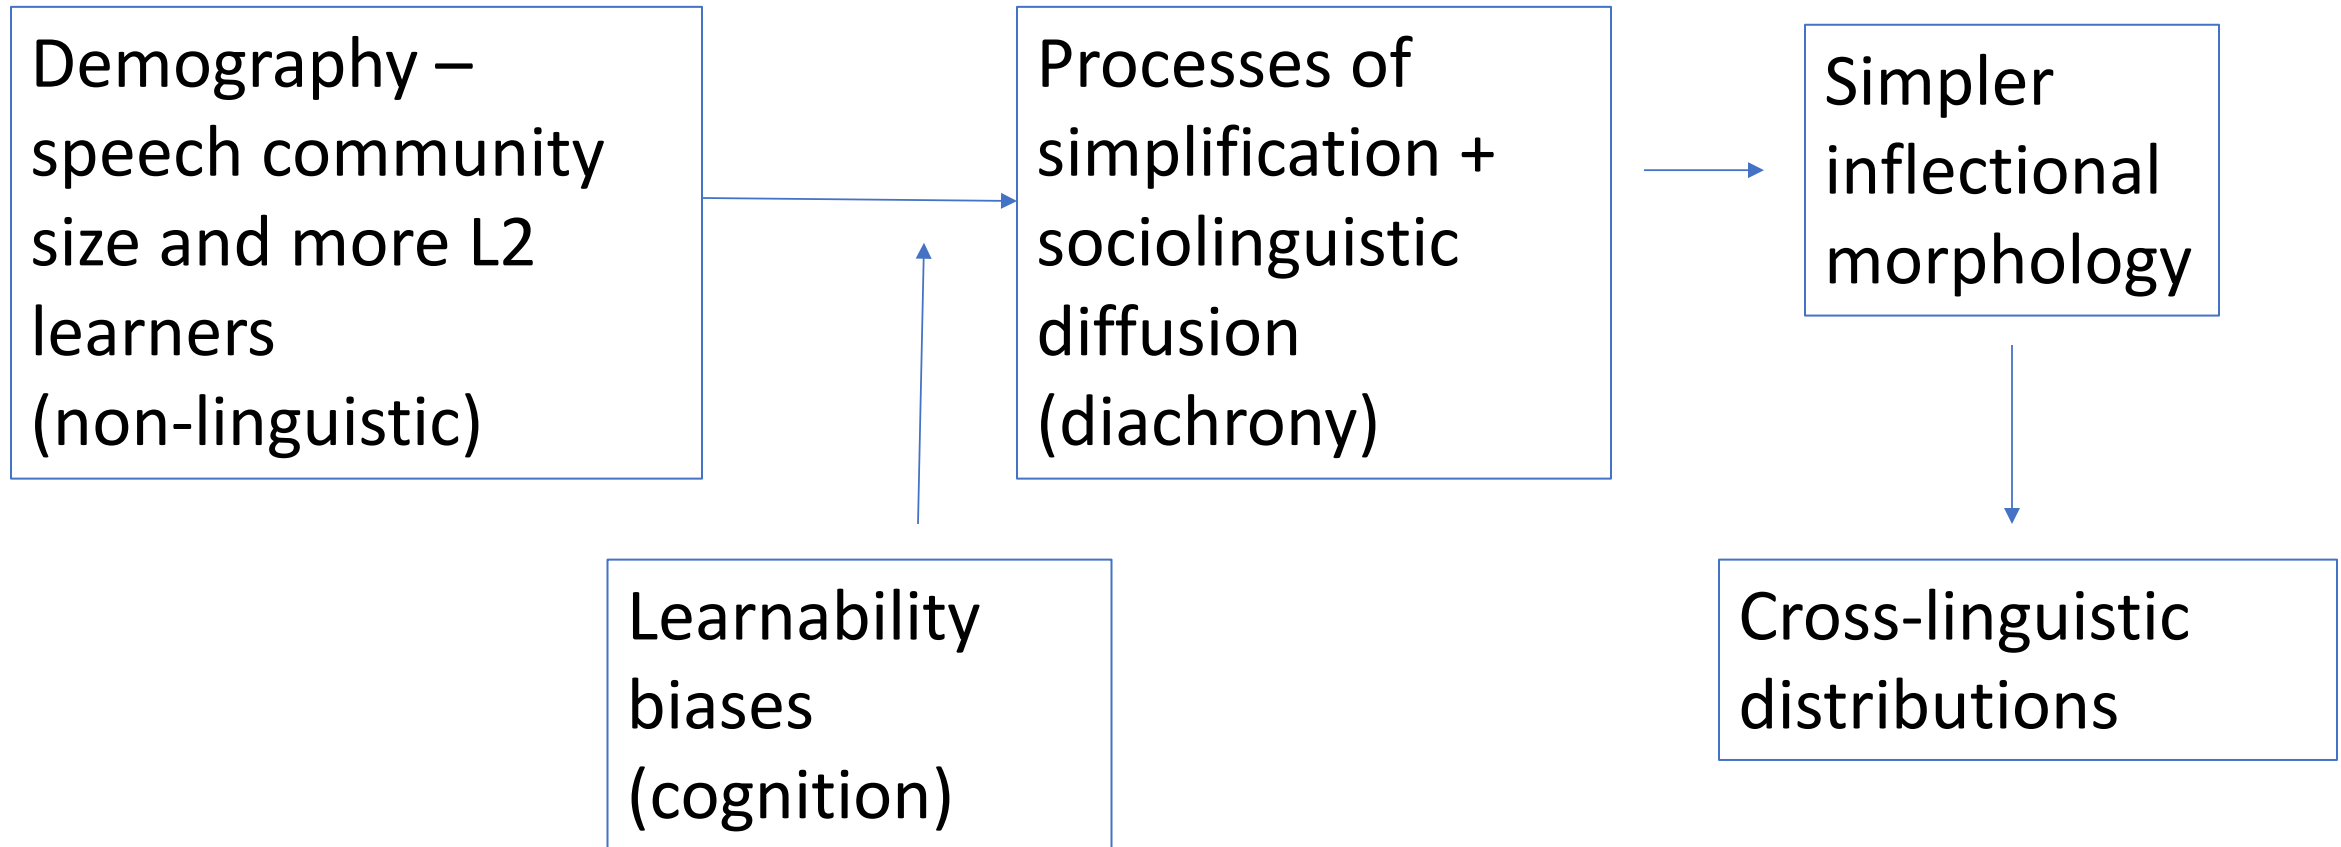 Demography –
speech community
size and more L2
learners
(non-linguistic)
Processes of
simplification +
sociolinguistic
diffusion
(diachrony)
Simpler
inflectional
morphology
Learnability
biases
(cognition)
Cross-linguistic
distributions